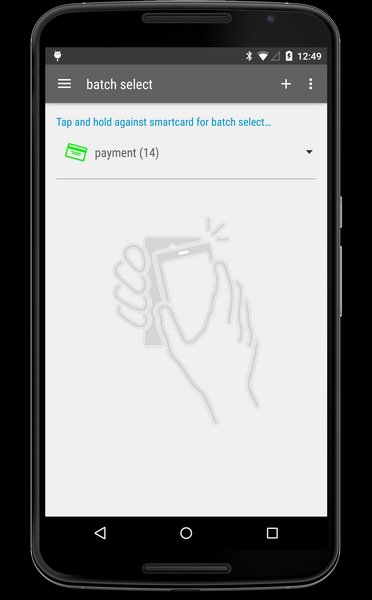 12:49
batch select
Tap and hold against smartcard for batch select…
payment (14)